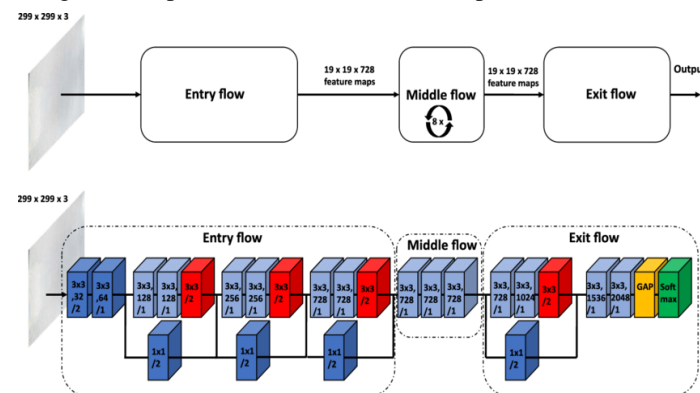 299 x 299 x 3
Entry flow
19 x 19 x 728
feature maps
Middle flow
8 x
19 x 19 x 728
feature maps
Exit flow
Output
299 x 299 x 3
Entry flow
Middle flow
Exit flow
3x3
,32
/2
3x3
,64
/1
3x3,
128
/1
3x3,
128
/1
3x3
/2
3x3,
256
/1
3x3,
256
/1
3x3
/2
3x3,
728
/1
3x3,
728
/1
3x3
/2
3x3,
728
/1
3x3,
728
/1
3x3,
728
/1
3x3,
728
/1
3x3,
1024
/1
3x3
/2
3x3,
1536
/1
3x3,
2048
/1
GAP
Soft
max
1x1
/2
1x1
/2
1x1
/2
1x1
/2